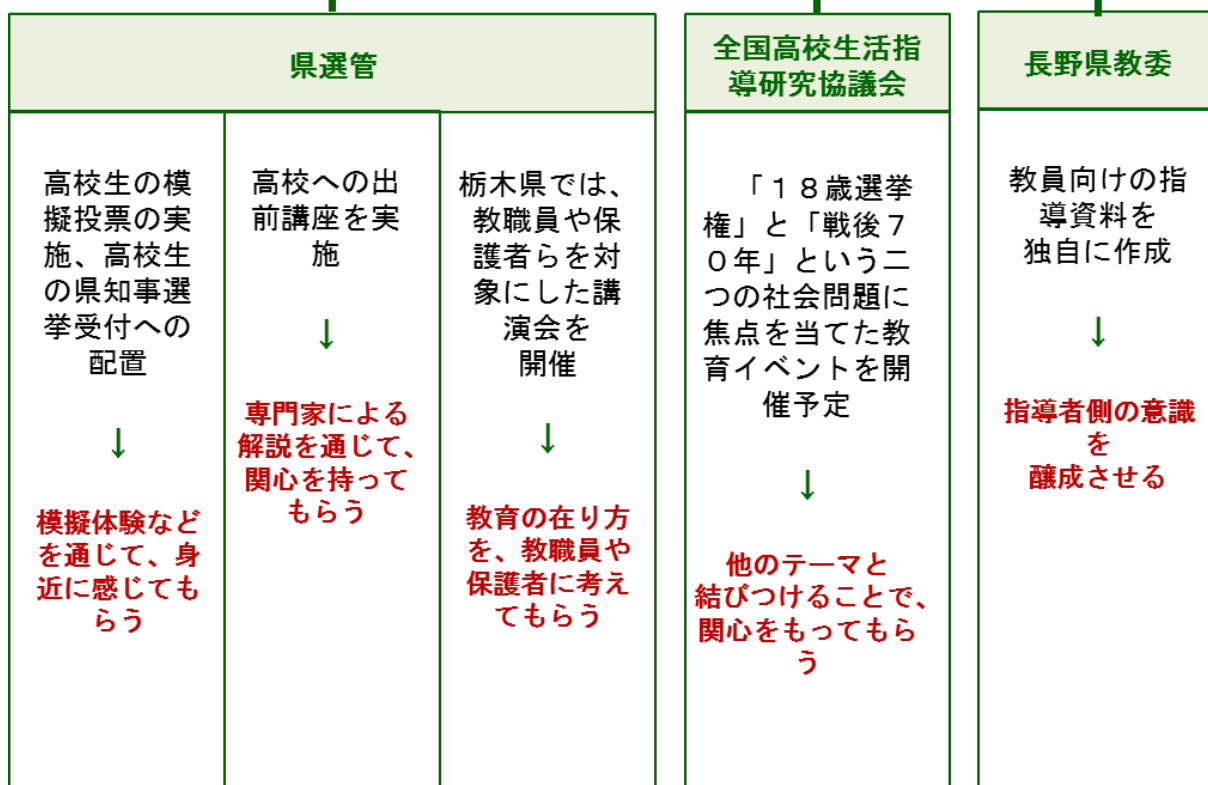 県選管
高校生の模
擬投票の実
施、高校生
の県知事選
挙受付への
配置
↓
模擬体験など
を通じて、身
近に感じても
らう
高校への出
前講座を実
施
↓
専門家による
解説を通じて、
関心を持って
もらう
栃木県では、
教職員や保
護者らを対
象にした講
演会を
開催
↓
教育の在り方
を、教職員や
保護者に考え
てもらう
全国高校生活指
導研究協議会
「１８歳選挙
権」と「戦後７
０年」という二
つの社会問題に
焦点を当てた教
育イベントを開
催予定
↓
他のテーマと
結びつけることで、
関心をもってもら
う
長野県教委
教員向けの指
導資料を
独自に作成
↓
指導者側の意識
を
醸成させる